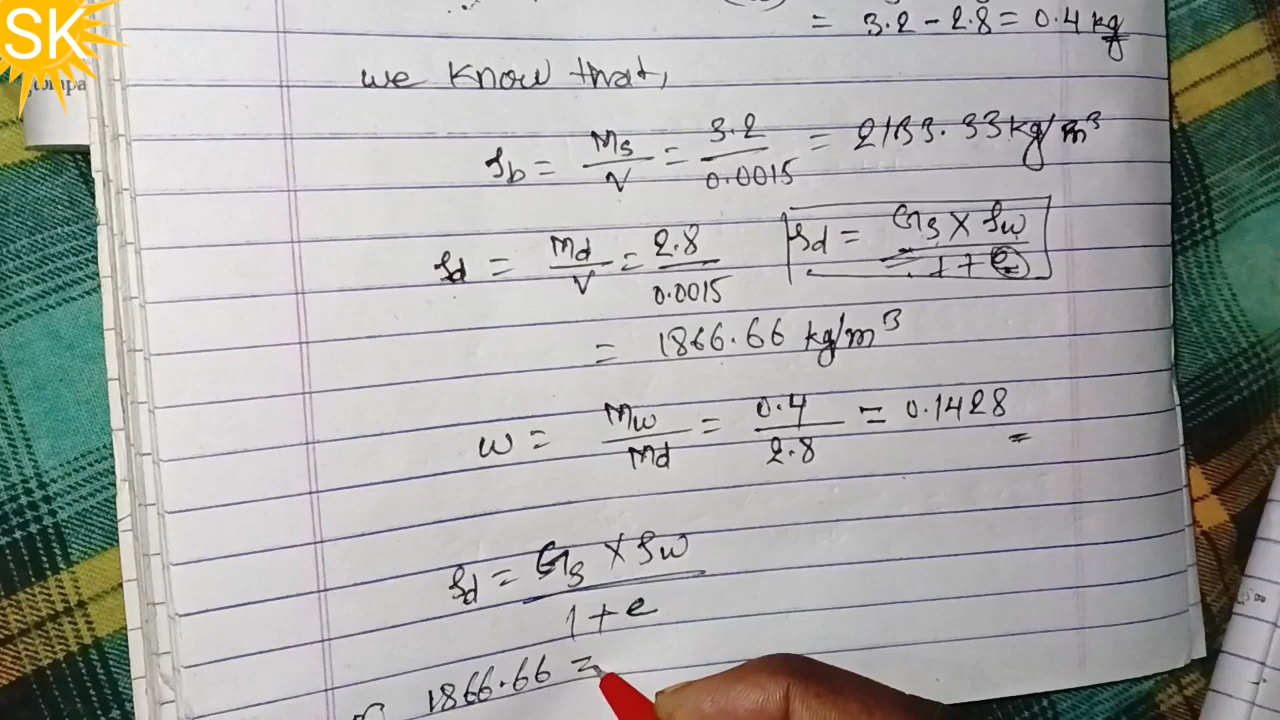 SK
= 3.2 - 2.8 = 0.4 kg
we know that,
ρb = Ms/V = 3.2/0.0015 = 2133.33 kg/m³
ρd = Md/V = 2.8/0.0015 ρd = Gs × ρw/1 + e
= 1866.66 kg/m³
w = Mw/Md = 0.4/2.8 = 0.1428
ρd = Gs × ρw/1 + e
1866.66 =